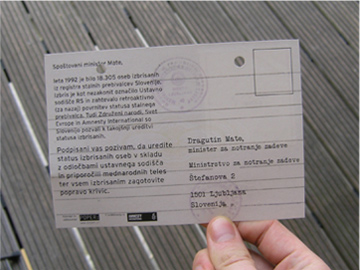 Spoštovani minister Mate,
leta 1992 je bilo 18.305 oseb izbrisanih
iz registra stalnih prebivalcev Slovenije.
Izbris je kot nezakonit označilo Ustavno
sodišče RS in zahtevalo retroaktivno
(za nazaj) povrnitev statusa stalnega
prebivalca. Tudi Združeni narodi, Svet
Evrope in Amnesty International so
Slovenijo pozvali k takojšnji ureditvi
statusa izbrisanih.
Podpisani vas pozivam, da uredite
status izbrisanih oseb v skladu
z odločbami ustavnega sodišča
in priporočili mednarodnih teles
ter vsem izbrisanim zagotovite
popravo krivic.
Dragutin Mate,
minister za notranje zadeve
Ministrstvo za notranje zadeve
Štefanova 2
1501 Ljubljana
Slovenija